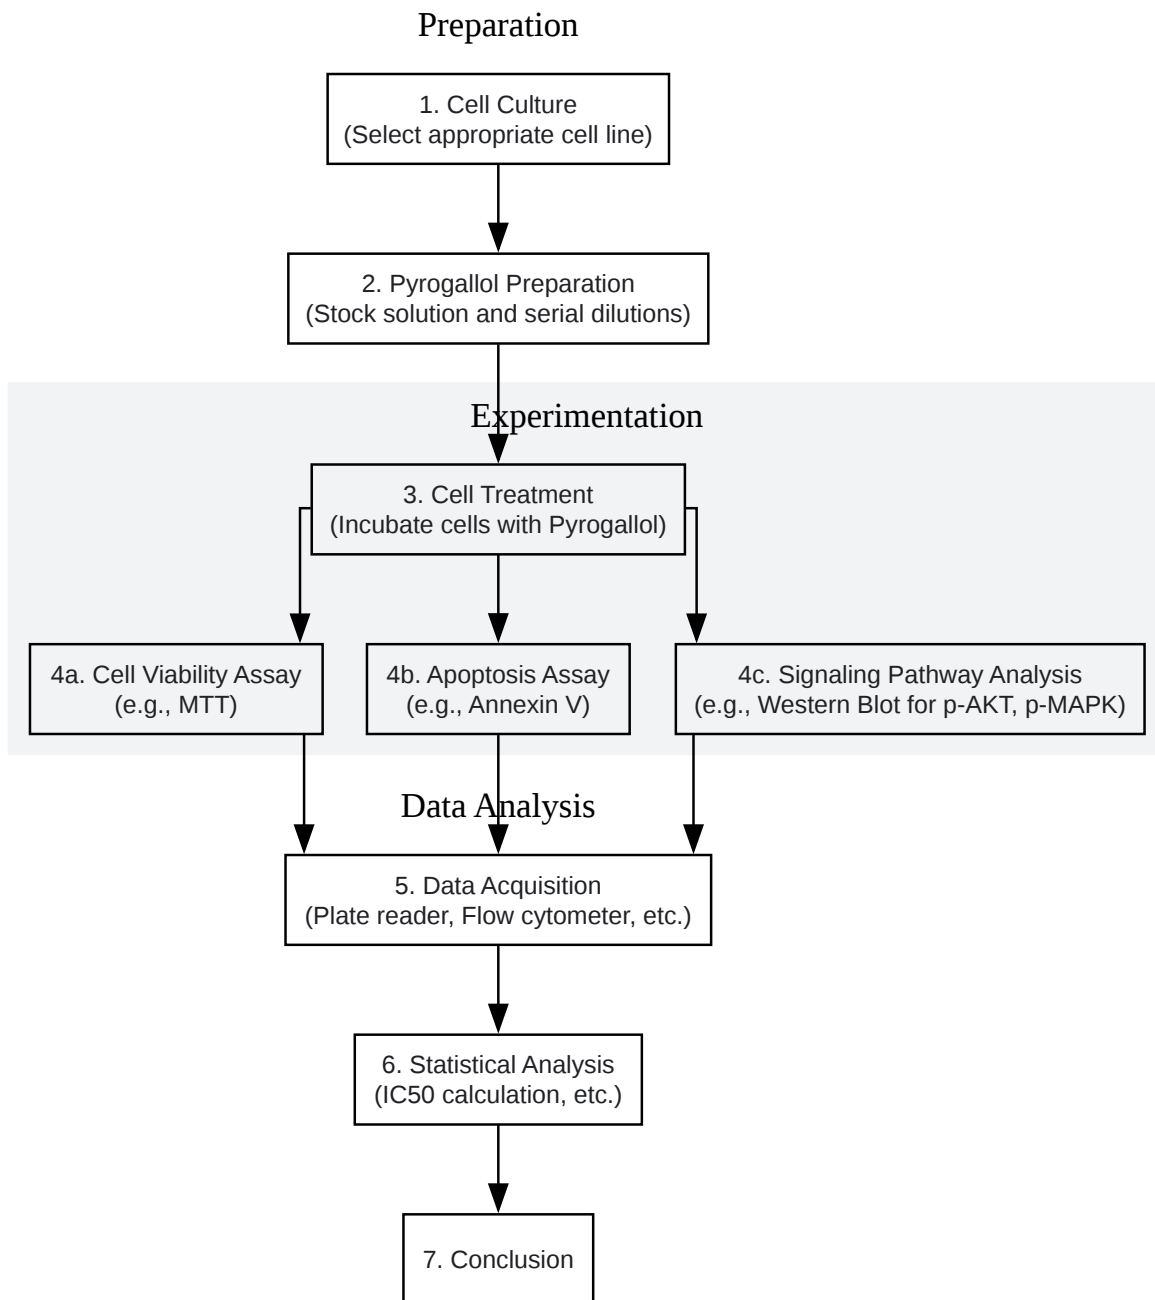 Preparation
1. Cell Culture
(Select appropriate cell line)
2. Pyrogallol Preparation
(Stock solution and serial dilutions)
Experimentation
3. Cell Treatment
(Incubate cells with Pyrogallol)
4a. Cell Viability Assay
(e.g., MTT)
4b. Apoptosis Assay
(e.g., Annexin V)
4c. Signaling Pathway Analysis
(e.g., Western Blot for p-AKT, p-MAPK)
Data Analysis
5. Data Acquisition
(Plate reader, Flow cytometer, etc.)
6. Statistical Analysis
(IC50 calculation, etc.)
7. Conclusion